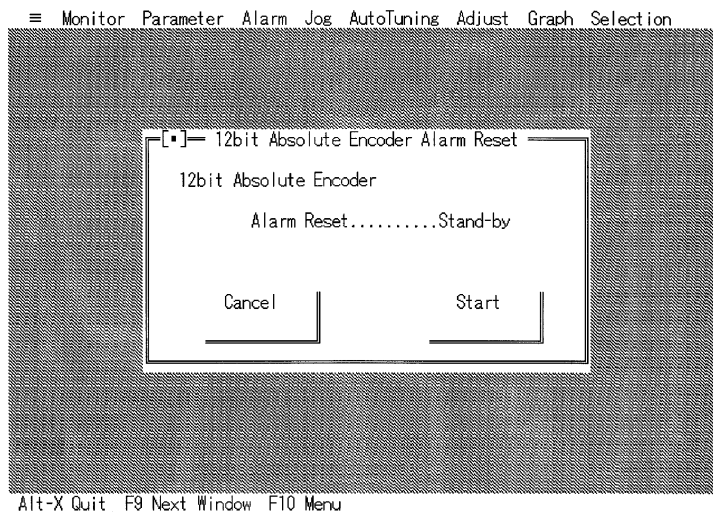 ≡ Monitor Parameter Alarm Jog AutoTuning Adjust Graph Selection
[▪] 12bit Absolute Encoder Alarm Reset
12bit Absolute Encoder
Alarm Reset..........Stand-by
Cancel Start
Alt-X Quit F9 Next Window F10 Menu